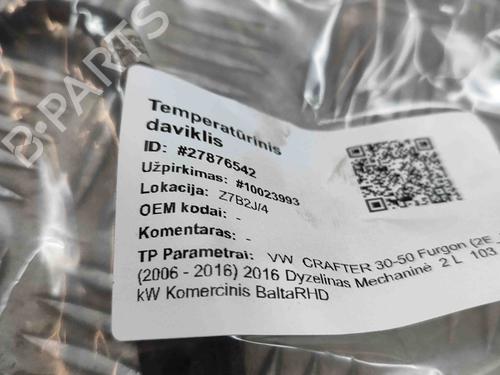 B-PARTS
Temperatūrinis
daviklis
ID: #27876542
Užpirkimas: #10023993
Lokacija: Z7B2J/4
OEM kodai: -
Komentaras: -
TP Parametrai: VW CRAFTER 30-50 Furgon (2E
(2006 - 2016) 2016 Dyzelinas Mechaninė 2 L 103
kW Komercinis BaltaRHD